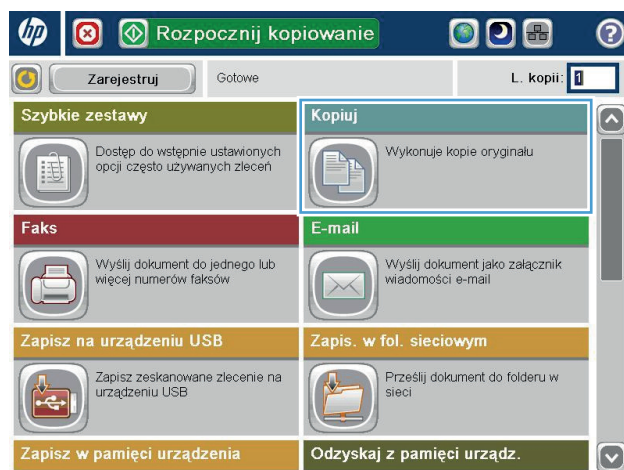 hp
Rozpocznij kopiowanie
?
Zarejestruj
Gotowe
L. kopii: 1
Szybkie zestawy
Dostęp do wstępnie
ustawionych
opcji często używanych zleceń
Kopiuj
Wykonuje kopie oryginału
Faks
Wyślij dokument do jednego lub
więcej numerów faksów
E-mail
Wyślij dokument jako załącznik
wiadomości e-mail
Zapisz na urządzeniu USB
Zapisz zeskanowane zlecenie na
urządzeniu USB
Zapis. w fol. sieciowym
Prześlij dokument do folderu w
sieci
Zapisz w pamięci urządzenia
Odzyskaj z pamięci urządz.